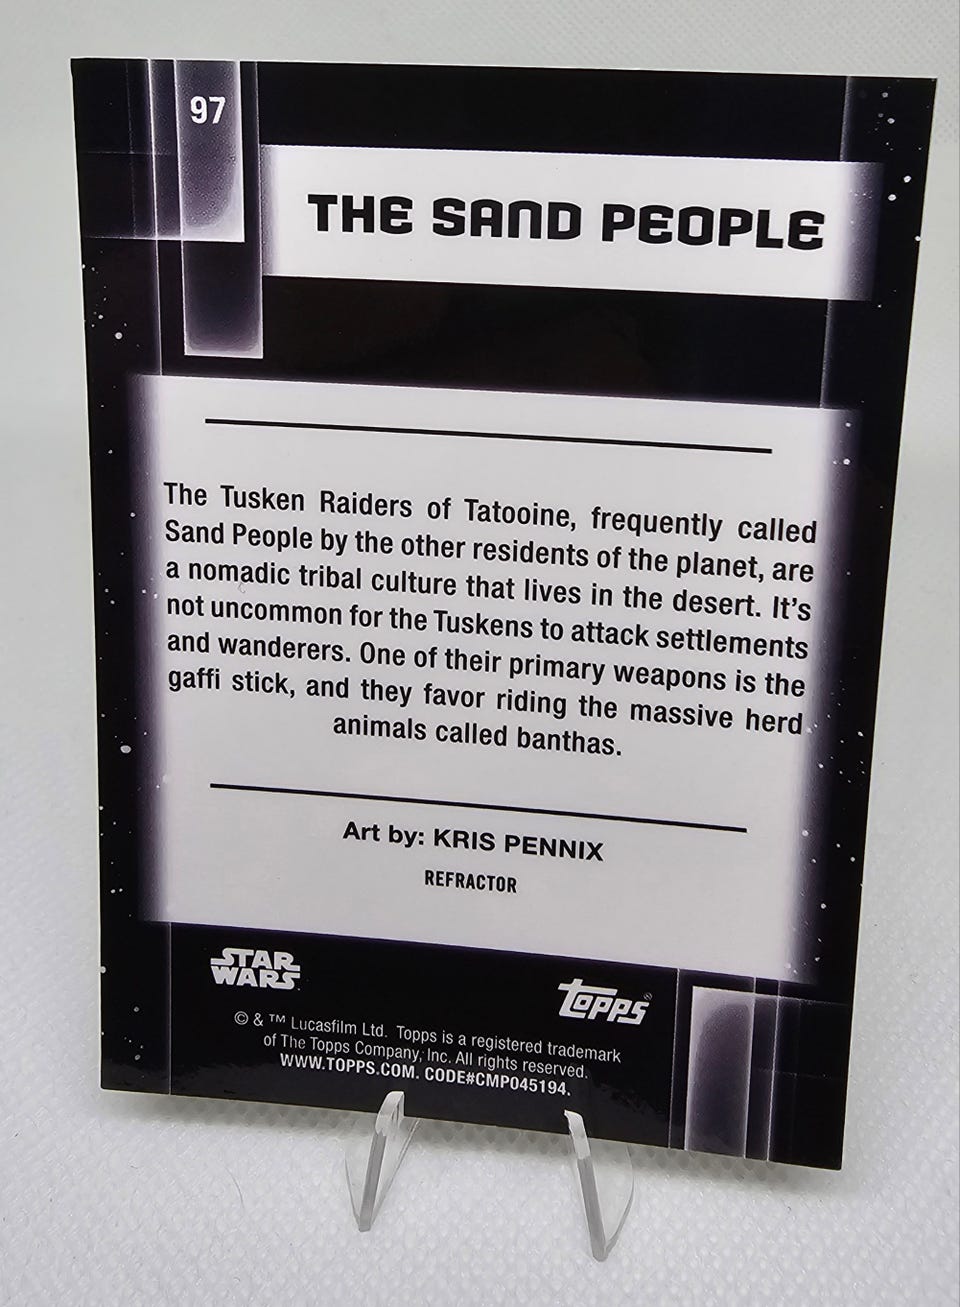 97
THE SAND PEOPLE
The Tusken Raiders of Tatooine, frequently called
Sand People by the other residents of the planet, are
a nomadic tribal culture that lives in the desert. It's
not uncommon for the Tuskens to attack settlements
and wanderers. One of their primary weapons is the
gaffi stick, and they favor riding the massive herd
animals called banthas.
Art by: KRIS PENNIX
REFRACTOR
STAR
WARS
Topps®
© & ™ Lucasfilm Ltd. Topps is a registered trademark
of The Topps Company, Inc. All rights reserved.
WWW.TOPPS.COM. CODE#CMP045194.